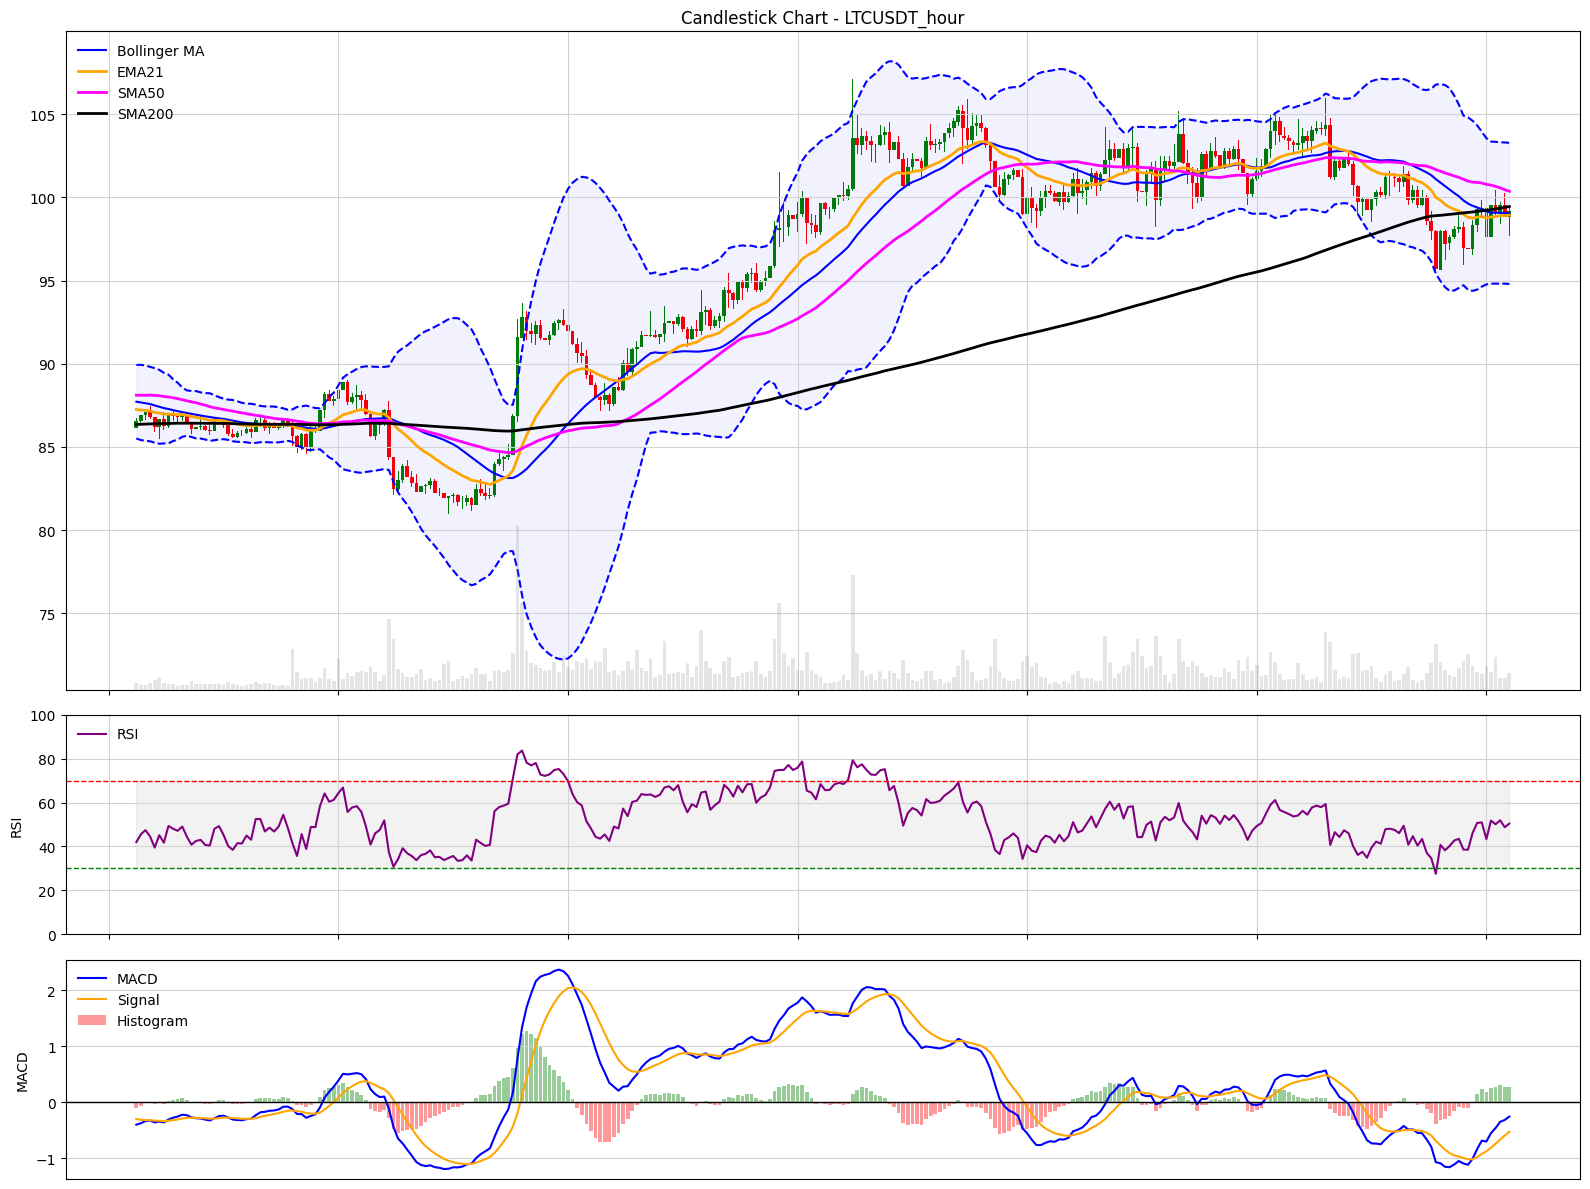 Candlestick Chart - LTCUSDT_hour
Bollinger MA
EMA21
SMA50
SMA200
105
100
95
90
85
80
75
RSI
RSI
100
80
60
40
20
0
MACD
Signal
Histogram
MACD
2
1
0
−1